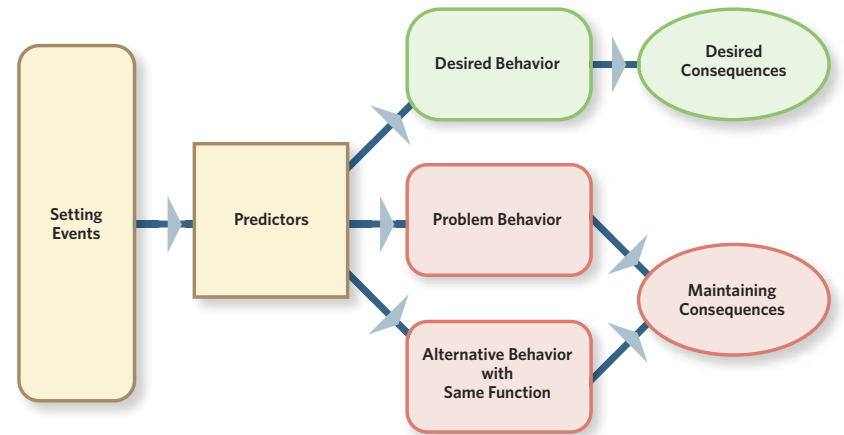 Setting
Events
Predictors
Desired Behavior
Desired
Consequences
Problem Behavior
Alternative Behavior
with
Same Function
Maintaining
Consequences